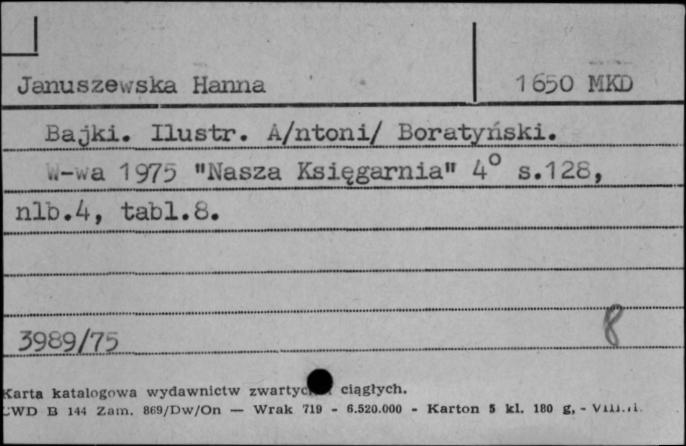 Januszewska Hanna 1650 MKD
Bajki. Ilustr. A/ntoni/ Boratyński.
W-wa 1975 "Nasza Księgarnia" 4° s.128,
nlb.4, tabl.8.
3989/75 8
Karta katalogowa wydawnictw ciągłych.
CWD B 144 Zam. 869/Dw/On — Wrak 719 - 6.520.000 - Karton 5 kl. 180 g, -